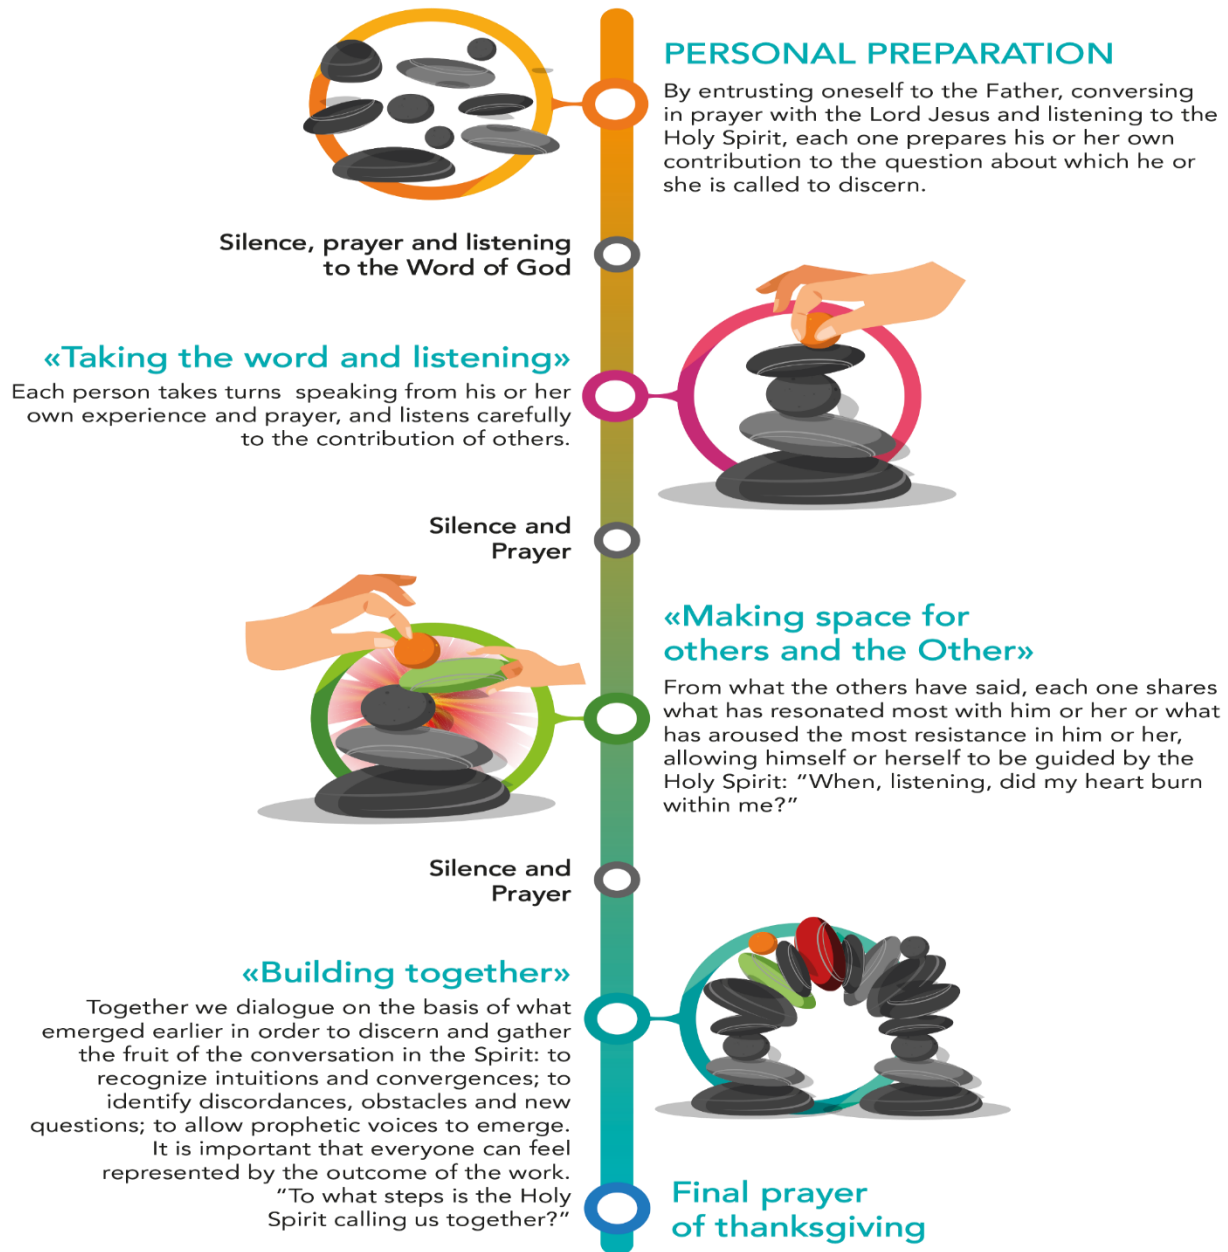 PERSONAL PREPARATION
By entrusting oneself to the Father, conversing
in prayer with the Lord Jesus and listening to the
Holy Spirit, each one prepares his or her own
contribution to the question about which he or
she is called to discern.
Silence, prayer and listening
to the Word of God
«Taking the word and listening»
Each person takes turns speaking from his or her
own experience and prayer, and listens carefully
to the contribution of others.
Silence and
Prayer
«Making space for
others and the Other»
From what the others have said, each one shares
what has resonated most with him or her or what
has aroused the most resistance in him or her,
allowing himself or herself to be guided by the
Holy Spirit: “When, listening, did my heart burn
within me?”
Silence and
Prayer
«Building together»
Together we dialogue on the basis of what
emerged earlier in order to discern and gather
the fruit of the conversation in the Spirit: to
recognize intuitions and convergences; to
identify discordances, obstacles and new
questions; to allow prophetic voices to emerge.
It is important that everyone can feel
represented by the outcome of the work.
“To what steps is the Holy
Spirit calling us together?”
Final prayer
of thanksgiving